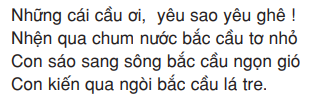 Những cái cầu ơi,  yêu sao yêu ghê !
Nhện qua chum nước bắc cầu tơ nhỏ
Con sáo sang sông bắc cầu ngọn gió
Con kiến qua ngòi bắc cầu lá tre.